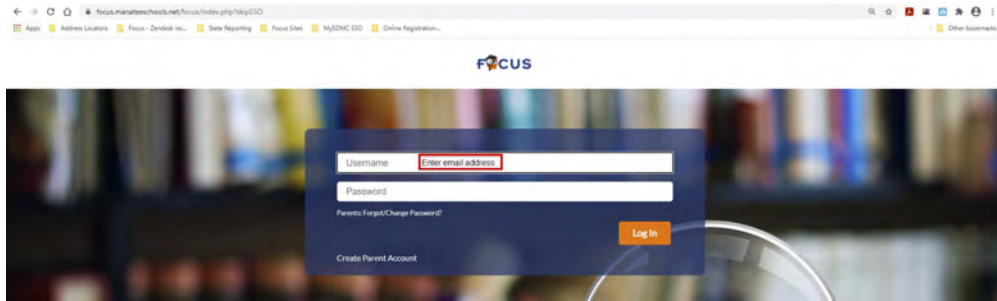 focus.manateeschools.net/focus/index.php?skipSSO
Apps Address Locators Focus - Zendesk Iss... State Reporting Focus Sites MySDMC SSO Online Registration... Other bookmarks
FOCUS
Username Enter email address
Password
Parents: Forgot/Change Password?
Log In
Create Parent Account